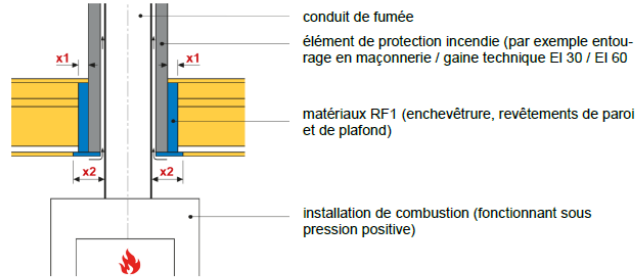 conduit de fumée
élément de protection incendie (par exemple entou-
rage en maçonnerie / gaine technique EI 30 / EI 60
x1
x1
matériaux RF1 (enchevêtrure, revêtements de paroi
et de plafond)
x2
x2
installation de combustion (fonctionnant sous
pression positive)